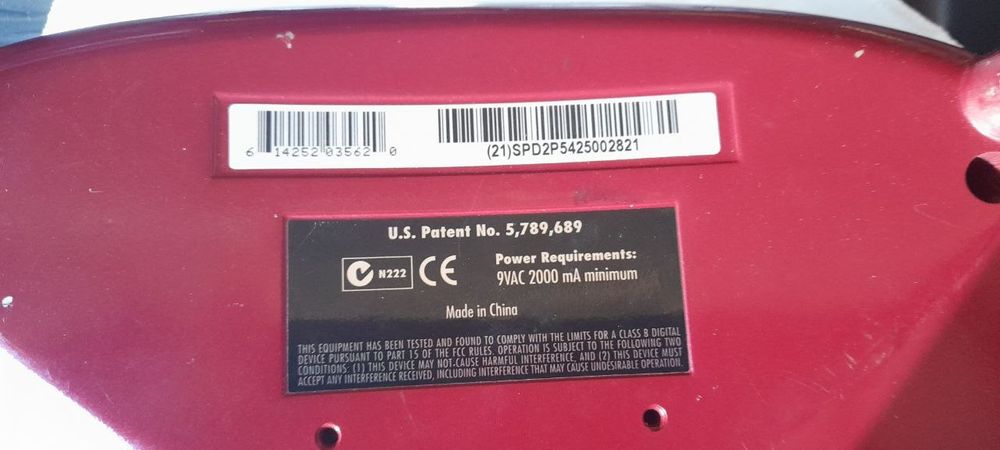 6 14252 03562 0
(21)SPD2P5425002821
U.S. Patent No. 5,789,689
N222 CE
Power Requirements:
9VAC 2000 mA minimum
Made in China
THIS EQUIPMENT HAS BEEN TESTED AND FOUND TO COMPLY WITH THE LIMITS FOR A CLASS B DIGITAL
DEVICE PURSUANT TO PART 15 OF THE FCC RULES. OPERATION IS SUBJECT TO THE FOLLOWING TWO
CONDITIONS: (1) THIS DEVICE MAY NOT CAUSE HARMFUL INTERFERENCE, AND (2) THIS DEVICE MUST
ACCEPT ANY INTERFERENCE RECEIVED, INCLUDING INTERFERENCE THAT MAY CAUSE UNDESIRABLE OPERATION.